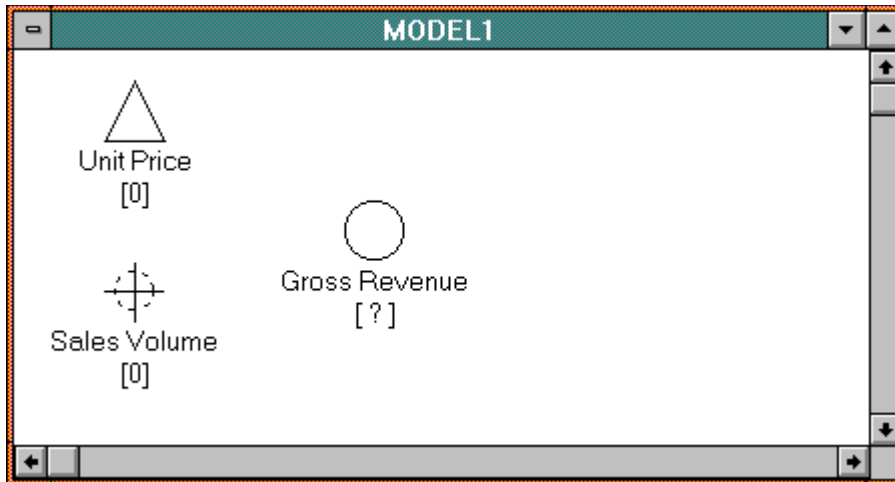 MODEL1
Unit Price
[0]
Gross Revenue
[ ? ]
Sales Volume
[0]